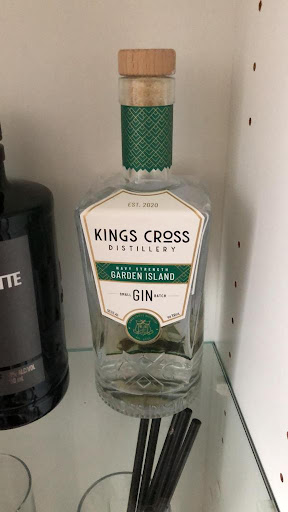 EST. 2020
KINGS CROSS
DISTILLERY
NAVY STRENGTH
GARDEN ISLAND
SMALL GIN BATCH
TTE